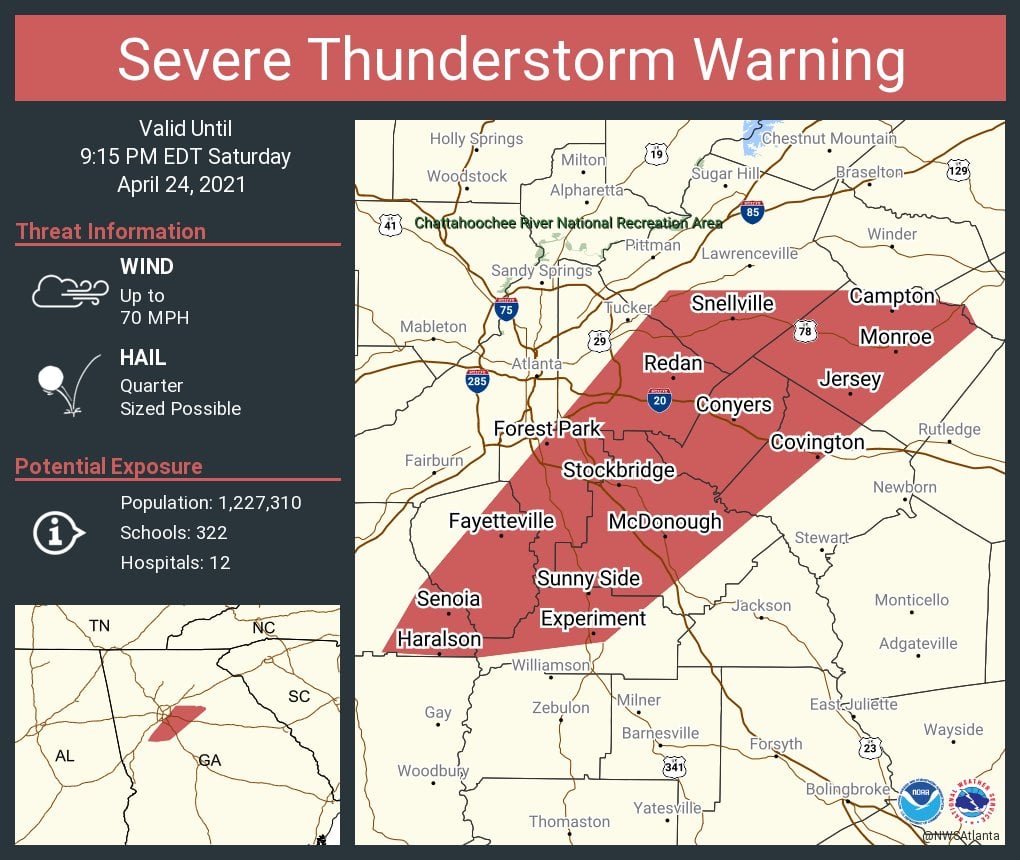 Severe Thunderstorm Warning
Valid Until
9:15 PM EDT Saturday
April 24, 2021
Threat Information
WIND
Up to
70 MPH
HAIL
Quarter
Sized Possible
Potential Exposure
Population: 1,227,310
Schools: 322
Hospitals: 12
TN
NC
SC
AL
GA
Holly Springs
Chestnut Mountain
Milton
19
Woodstock
Sugar Hill
Braselton
129
Alpharetta
41
Chattahoochee River National Recreation Area
85
Pittman
Winder
Lawrenceville
Sandy Springs
75
Tucker
Snellville
Campton
Mableton
29
78
Monroe
Atlanta
Redan
285
20
Jersey
Conyers
Forest Park
Covington
Rutledge
Fairburn
Stockbridge
Newborn
Fayetteville
McDonough
Stewart
Sunny Side
Senoia
Jackson
Monticello
Experiment
Haralson
Adgateville
Williamson
Gay
Zebulon
Milner
East Juliette
Barnesville
Wayside
Forsyth
23
Woodbury
341
Bolingbroke
Yatesville
Thomaston
NOAA
NATIONAL WEATHER SERVICE
@NWSAtlanta